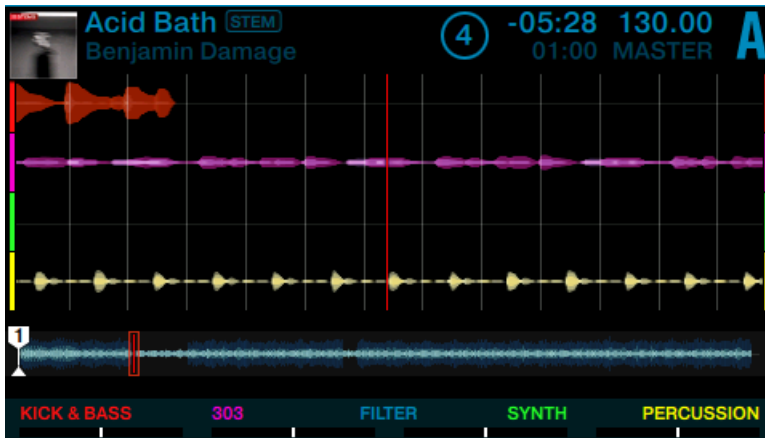 Acid Bath STEM
Benjamin Damage
4
-05:28 130.00
01:00 MASTER
A
1
KICK & BASS 303 FILTER SYNTH PERCUSSION